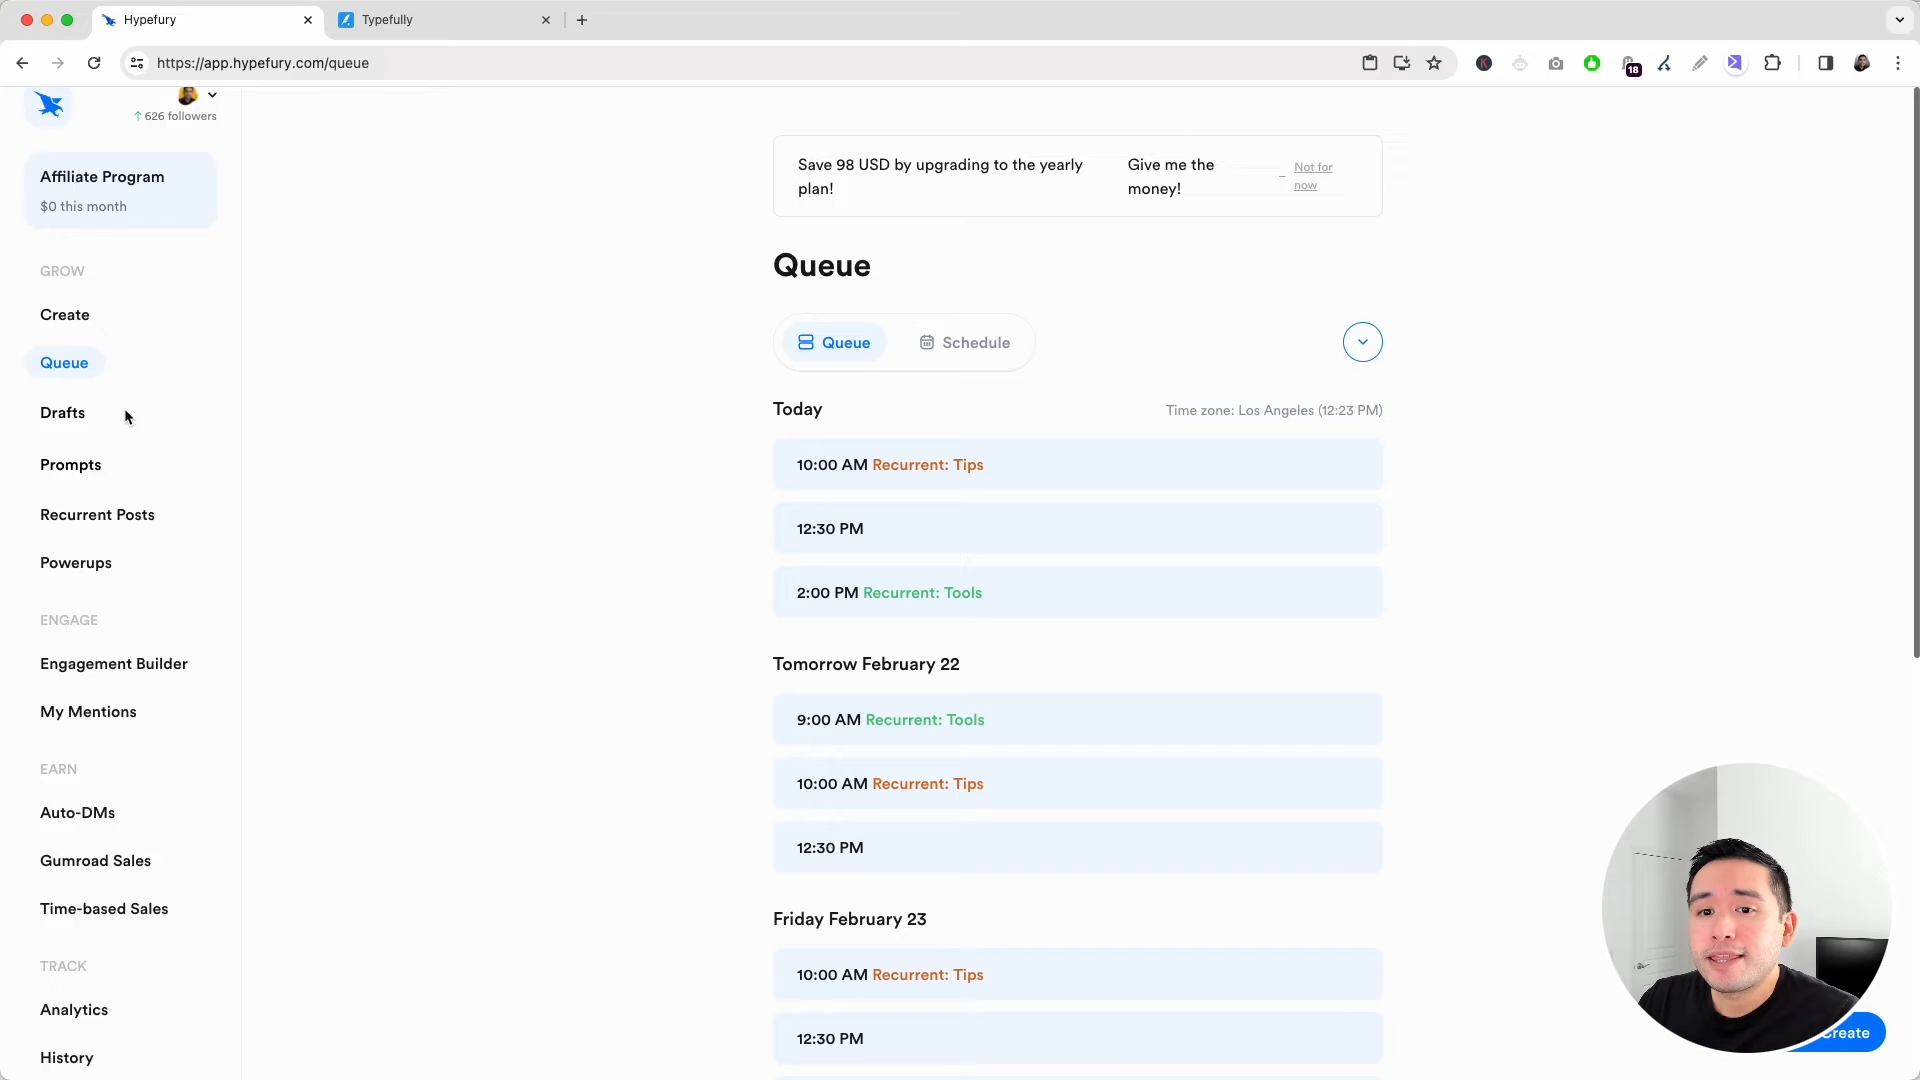 Hypefury
Typefully
https://app.hypefury.com/queue
18
626 followers
Affiliate Program
$0 this month
GROW
Create
Queue
Drafts
Prompts
Recurrent Posts
Powerups
ENGAGE
Engagement Builder
My Mentions
EARN
Auto-DMs
Gumroad Sales
Time-based Sales
TRACK
Analytics
History
Save 98 USD by upgrading to the yearly
plan!
Give me the
money!
–
Not for
now
Queue
Queue
Schedule
Today
Time zone: Los Angeles (12:23 PM)
10:00 AM Recurrent: Tips
12:30 PM
2:00 PM Recurrent: Tools
Tomorrow February 22
9:00 AM Recurrent: Tools
10:00 AM Recurrent: Tips
12:30 PM
Friday February 23
10:00 AM Recurrent: Tips
12:30 PM
Create